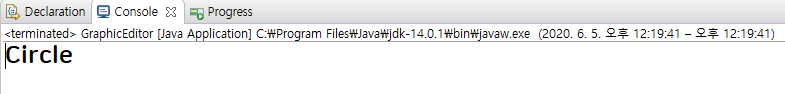 Declaration Console Progress
<terminated> GraphicEditor [Java Application] C:₩Program Files₩Java₩jdk-14.0.1₩bin₩javaw.exe (2020. 6. 5. 오후 12:19:41 – 오후 12:19:41)
Circle